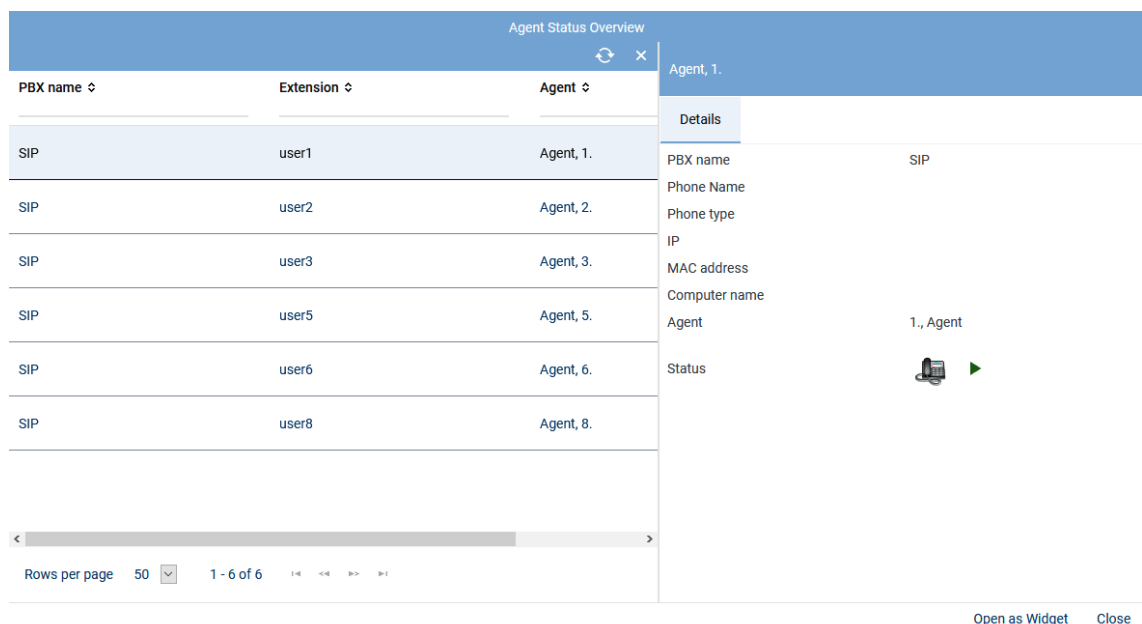 Agent Status Overview
PBX name Extension Agent
SIP user1 Agent, 1.
SIP user2 Agent, 2.
SIP user3 Agent, 3.
SIP user5 Agent, 5.
SIP user6 Agent, 6.
SIP user8 Agent, 8.
Rows per page 50 1 - 6 of 6
Agent, 1.
Details
PBX name SIP
Phone Name
Phone type
IP
MAC address
Computer name
Agent 1., Agent
Status
Open as Widget Close